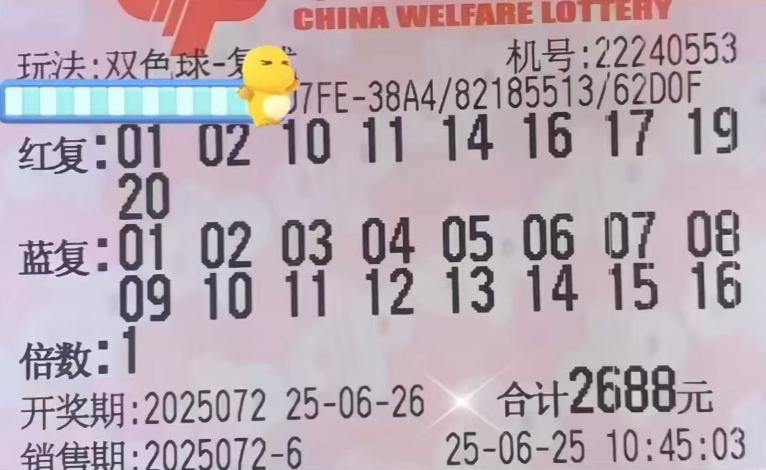 CHINA WELFARE LOTTERY
玩法:双色球-复式 机号:22240553
07FE-38A4/82185513/62D0F
红复:01 02 10 11 14 16 17 19
20
蓝复:01 02 03 04 05 06 07 08
09 10 11 12 13 14 15 16
倍数:1
开奖期:2025072 25-06-26 合计2688元
销售期:2025072-6 25-06-25 10:45:03